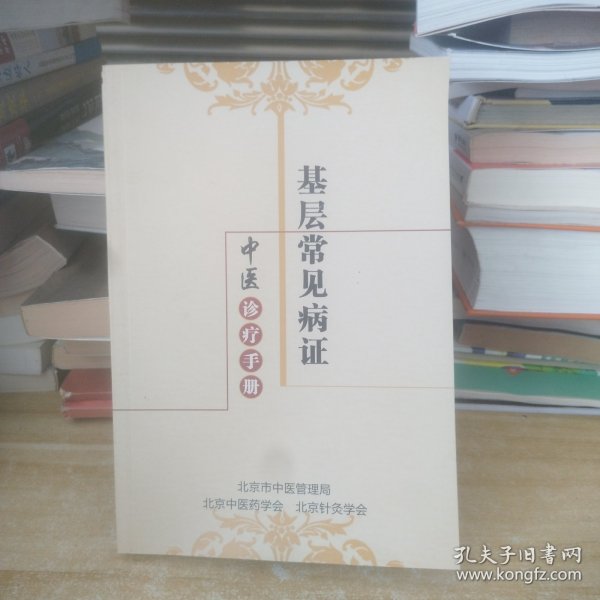 基层常见病证
中医诊疗手册
北京市中医管理局
北京中医药学会 北京针灸学会
孔夫子旧书网
www.kongfz.com